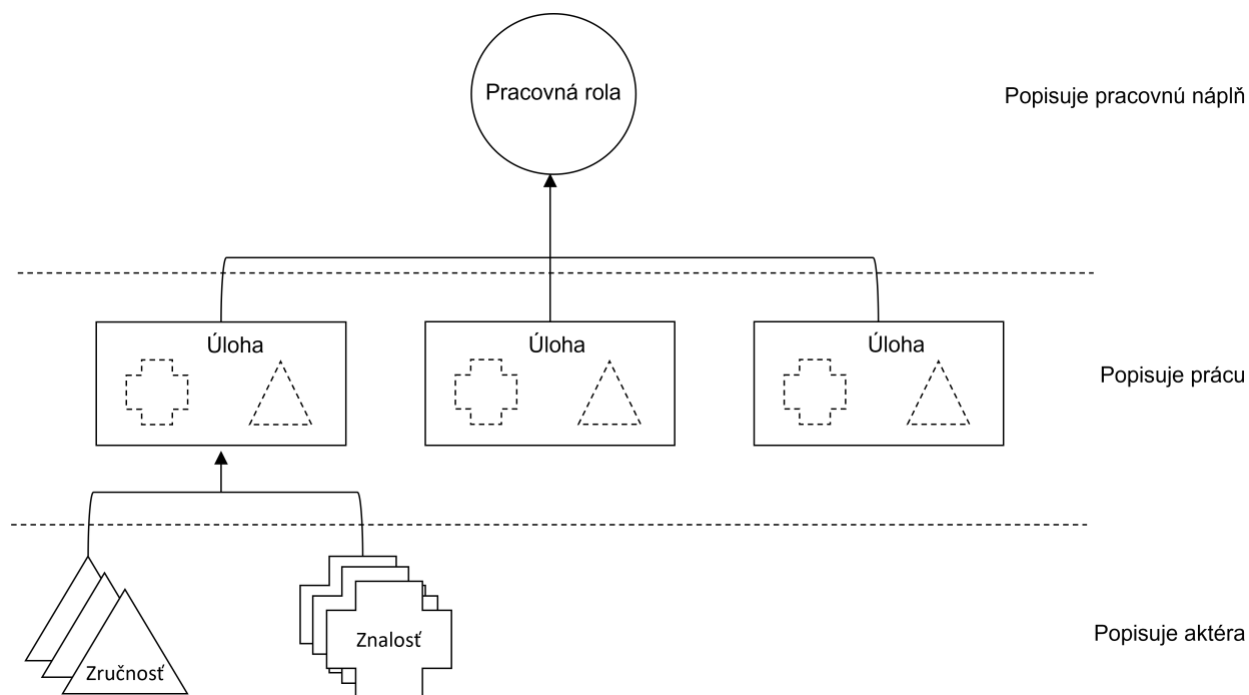 Pracovná rola
Popisuje pracovnú náplň
Úloha
Úloha
Úloha
Popisuje prácu
Zručnosť
Znalosť
Popisuje aktéra